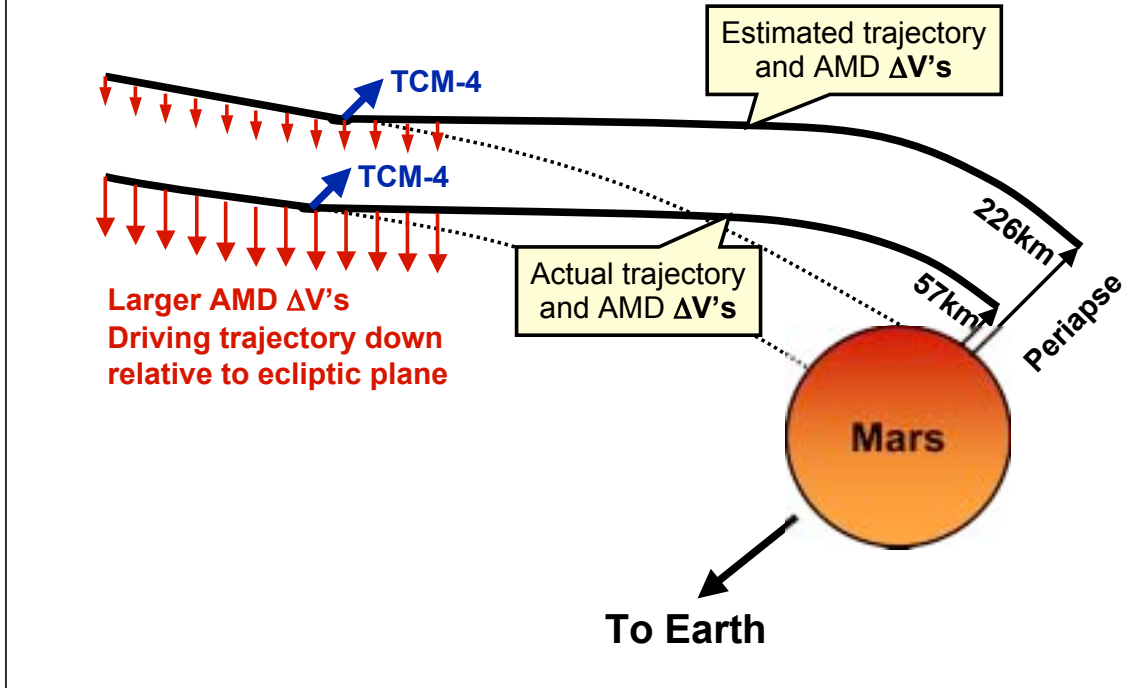 Estimated trajectory
and AMD ΔV's
TCM-4
TCM-4
226km
57km
Periapse
Actual trajectory
and AMD ΔV's
Larger AMD ΔV's
Driving trajectory down
relative to ecliptic plane
Mars
To Earth